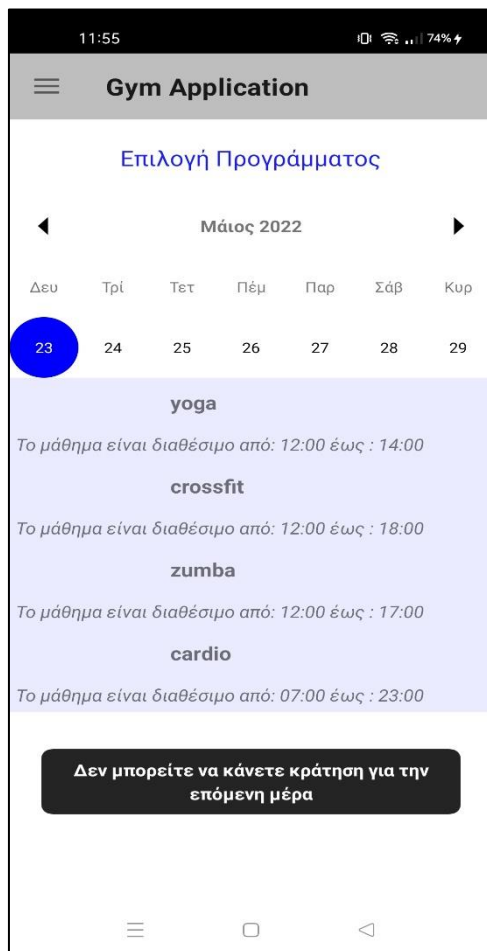 11:55 74%
Gym Application
Επιλογή Προγράμματος
Μάιος 2022
Δευ Τρί Τετ Πέμ Παρ Σάβ Κυρ
23 24 25 26 27 28 29
yoga
Το μάθημα είναι διαθέσιμο από: 12:00 έως : 14:00
crossfit
Το μάθημα είναι διαθέσιμο από: 12:00 έως : 18:00
zumba
Το μάθημα είναι διαθέσιμο από: 12:00 έως : 17:00
cardio
Το μάθημα είναι διαθέσιμο από: 07:00 έως : 23:00
Δεν μπορείτε να κάνετε κράτηση για την
επόμενη μέρα